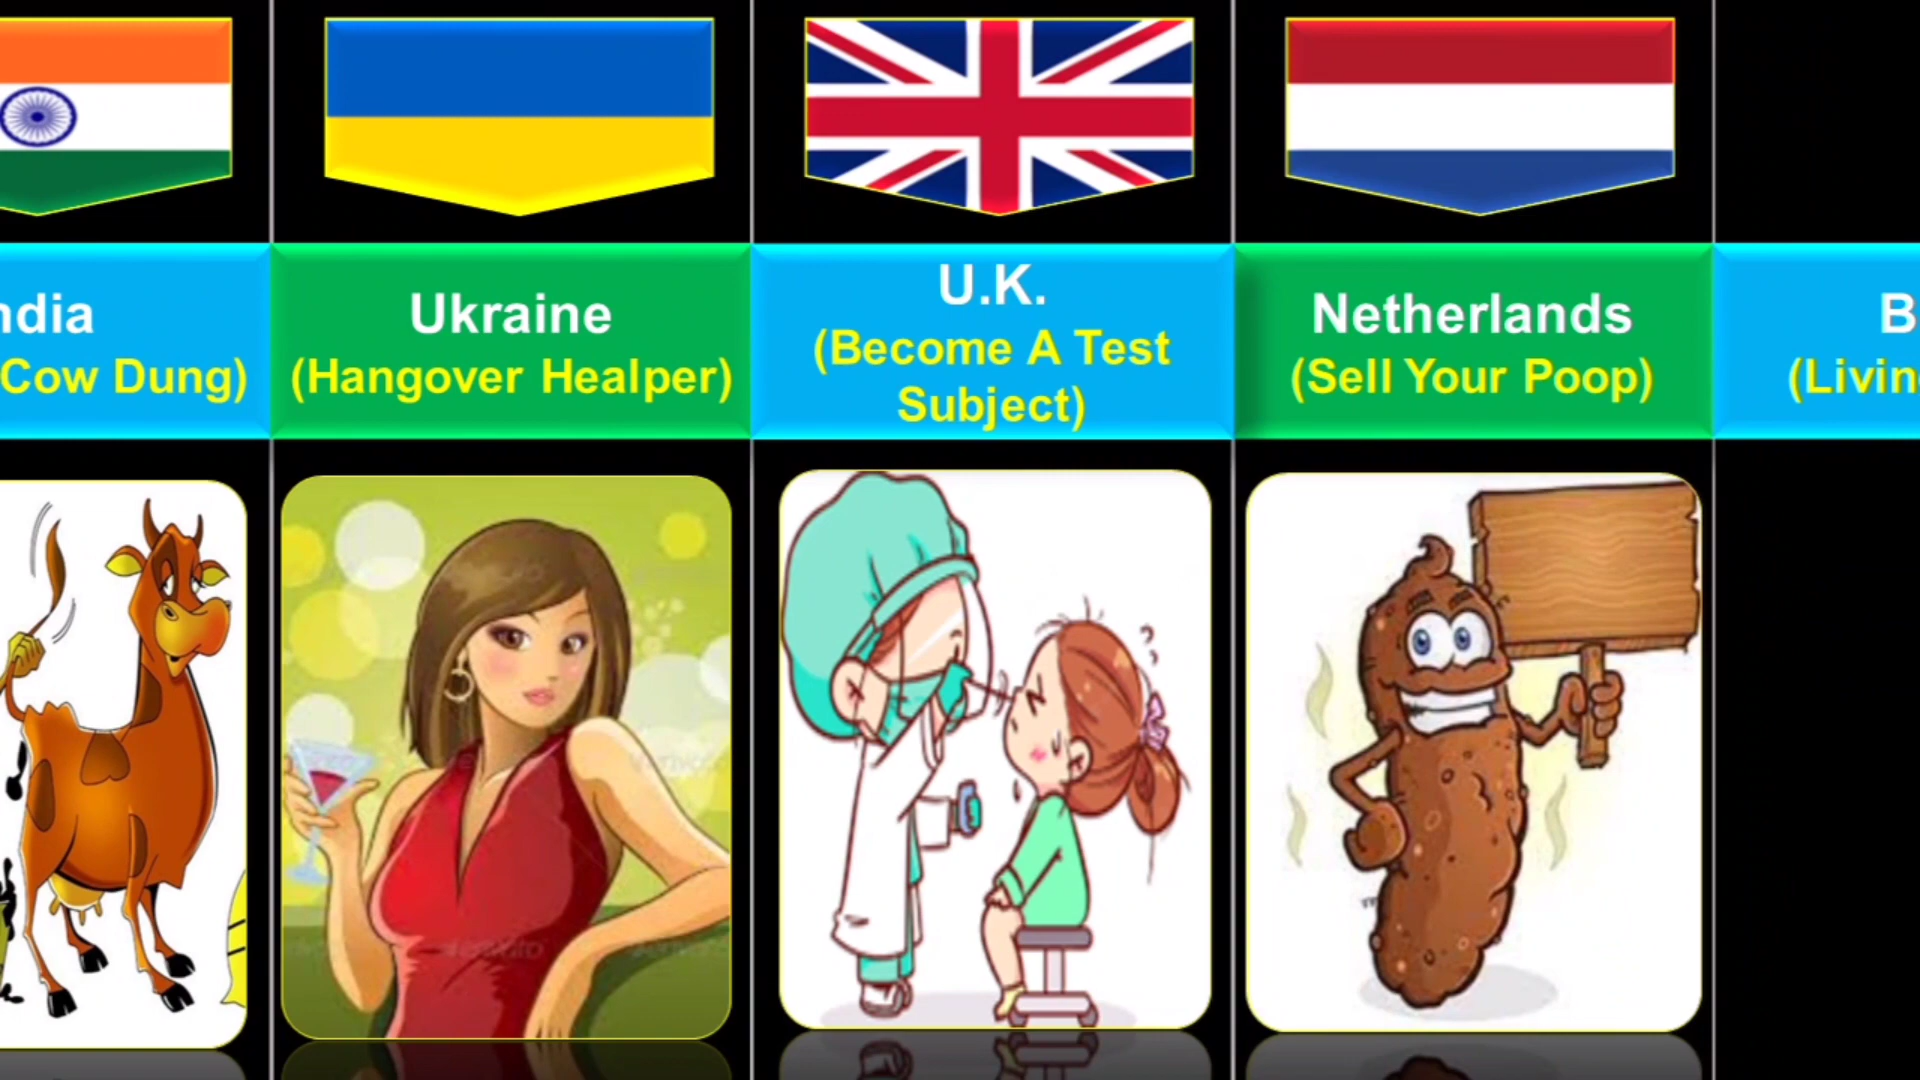 ndia
Cow Dung)
Ukraine
(Hangover Healper)
U.K.
(Become A Test
Subject)
Netherlands
(Sell Your Poop)
B
(Livin